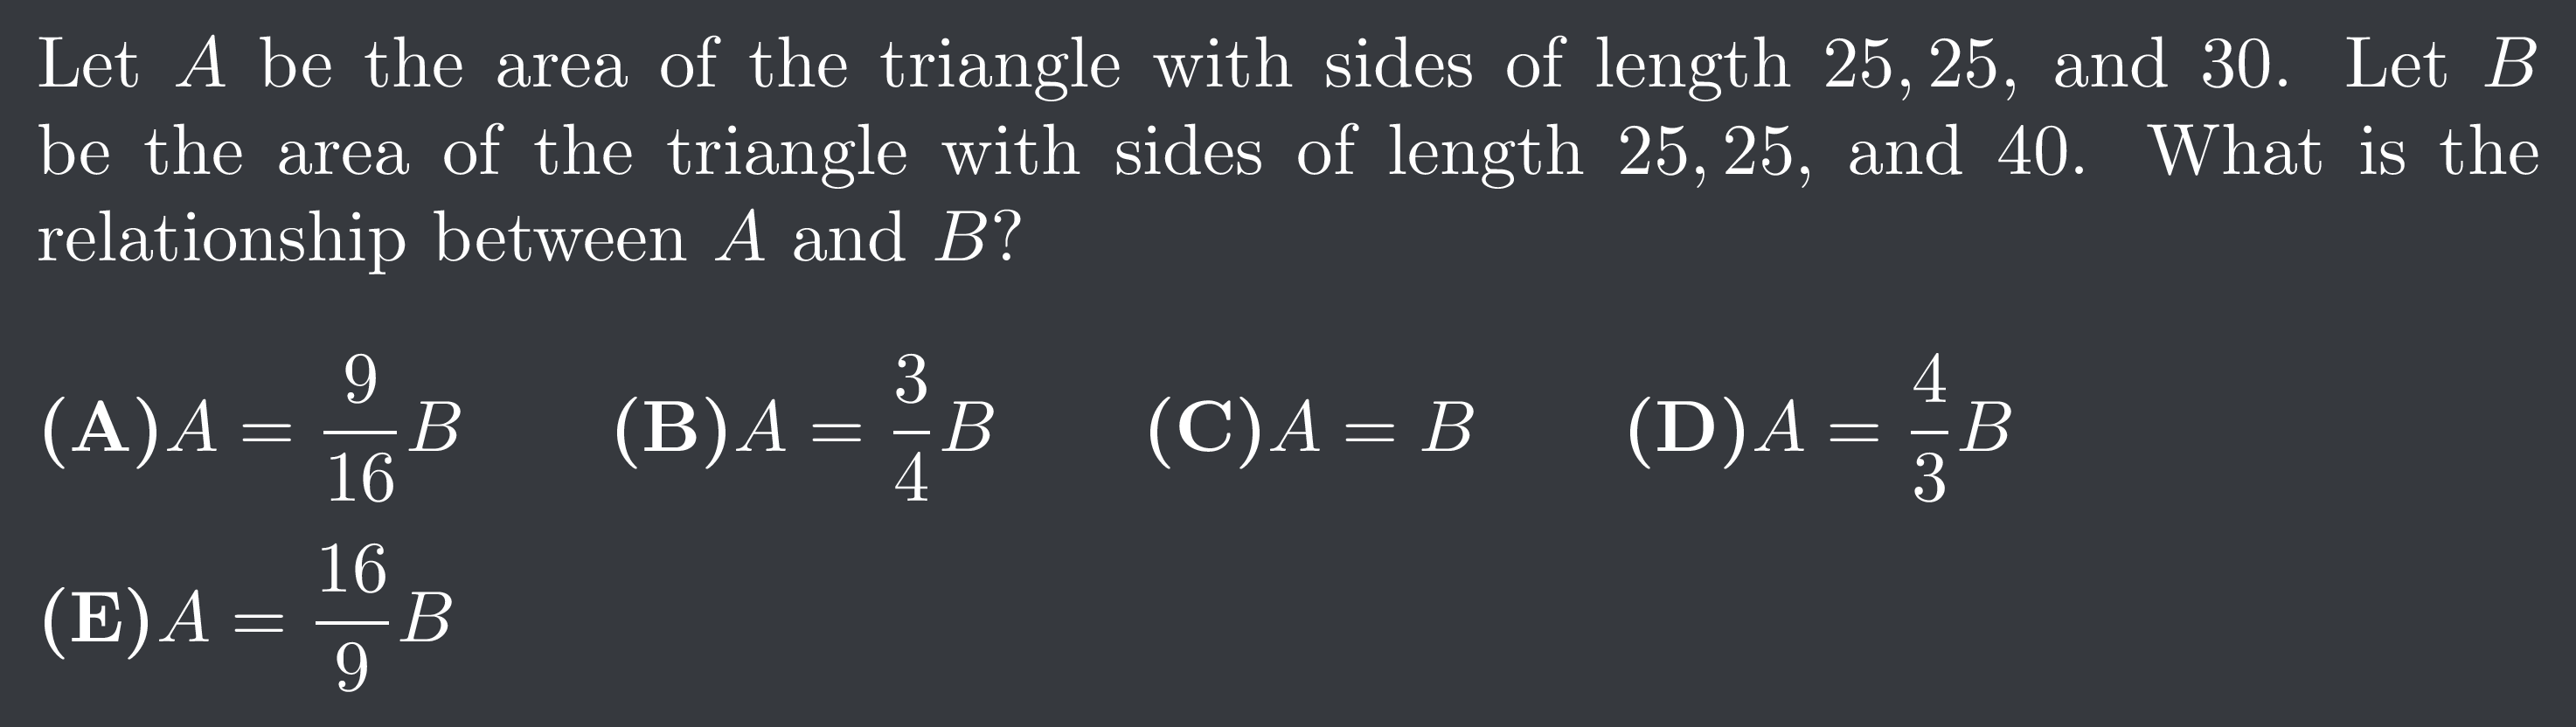 Let A be the area of the triangle with sides of length 25, 25, and 30. Let B
be the area of the triangle with sides of length 25, 25, and 40. What is the
relationship between A and B?
(A) A = \frac{9}{16}B (B) A = \frac{3}{4}B (C) A = B (D) A = \frac{4}{3}B
(E) A = \frac{16}{9}B